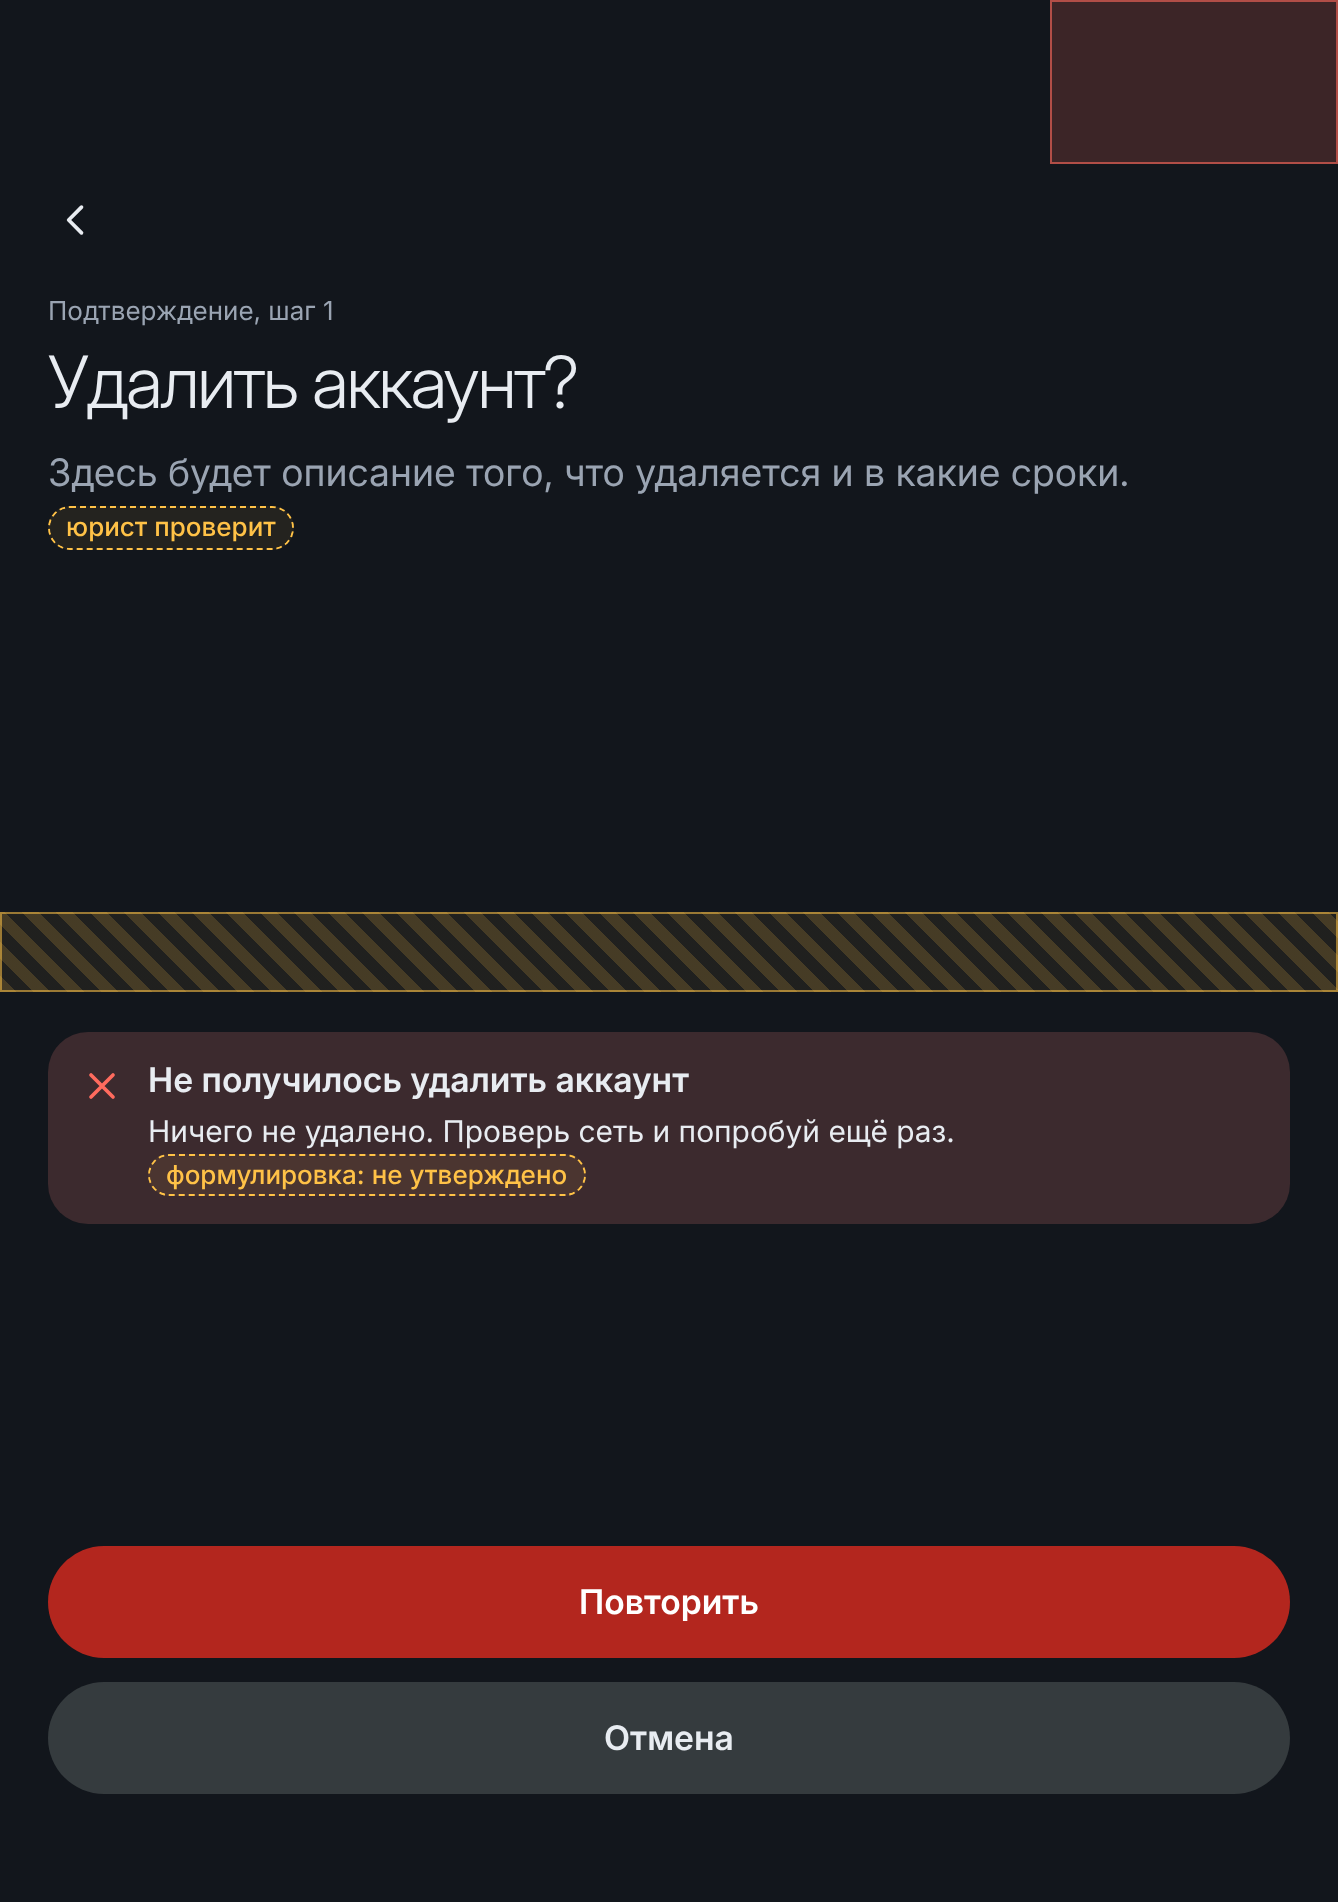 Подтверждение, шаг 1
Удалить аккаунт?
Здесь будет описание того, что удаляется и в какие сроки.
юрист проверит
Не получилось удалить аккаунт
Ничего не удалено. Проверь сеть и попробуй ещё раз.
формулировка: не утверждено
Повторить
Отмена